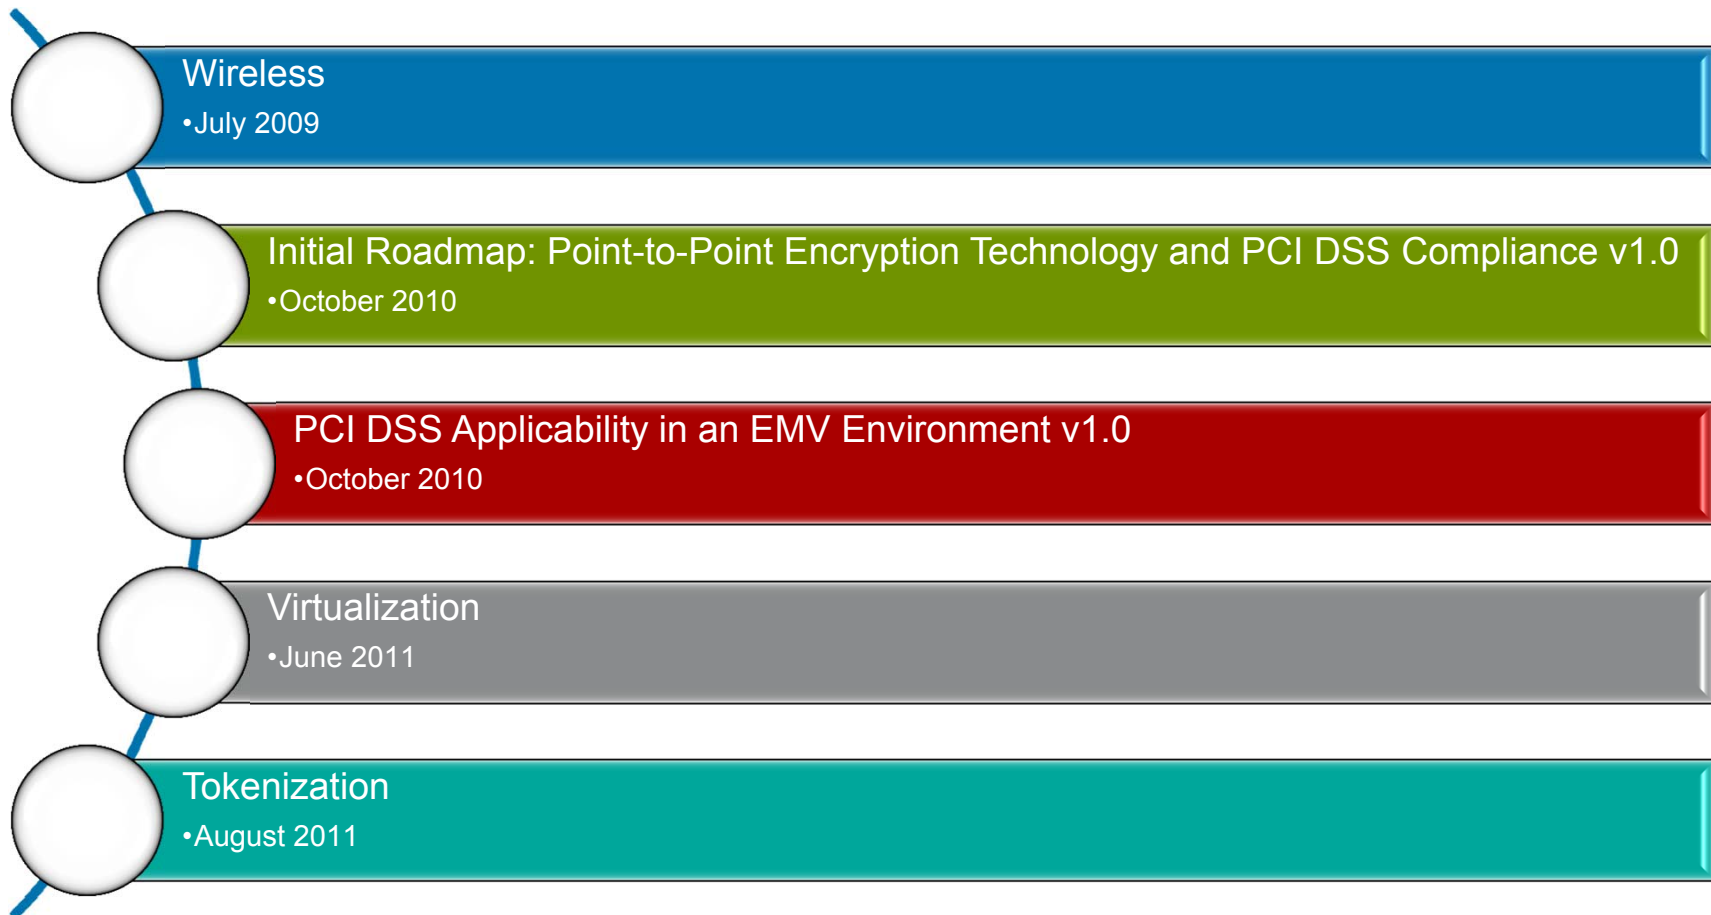 Wireless
•July 2009
Initial Roadmap: Point-to-Point Encryption Technology and PCI DSS Compliance v1.0
•October 2010
PCI DSS Applicability in an EMV Environment v1.0
•October 2010
Virtualization
•June 2011
Tokenization
•August 2011